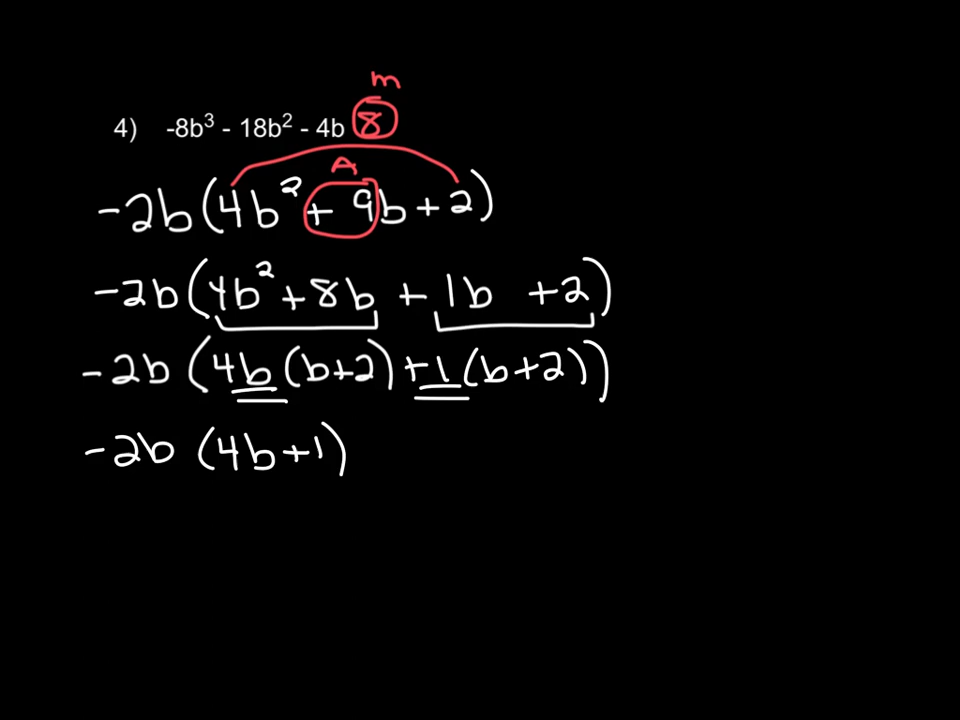 m
4) -8b³ - 18b² - 4b 8
A
-2b(4b² + 9b + 2)
-2b(4b² + 8b + 1b + 2)
-2b (4b(b+2) + 1(b+2))
-2b (4b+1)